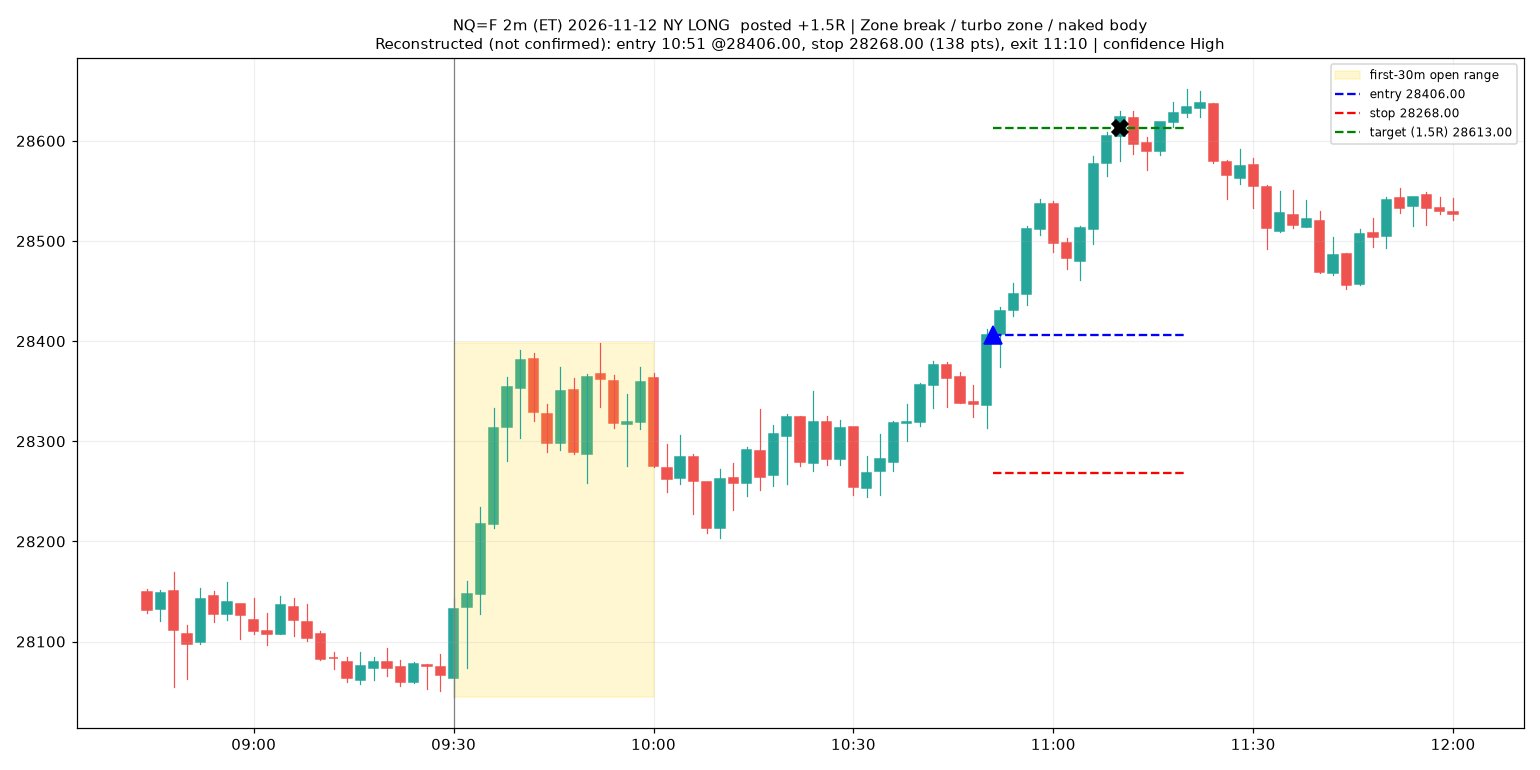 NQ=F 2m (ET) 2026-11-12 NY LONG  posted +1.5R | Zone break / turbo zone / naked body
Reconstructed (not confirmed): entry 10:51 @28406.00, stop 28268.00 (138 pts), exit 11:10 | confidence High
first-30m open range
entry 28406.00
stop 28268.00
target (1.5R) 28613.00
28600
28500
28400
28300
28200
28100
09:00 09:30 10:00 10:30 11:00 11:30 12:00